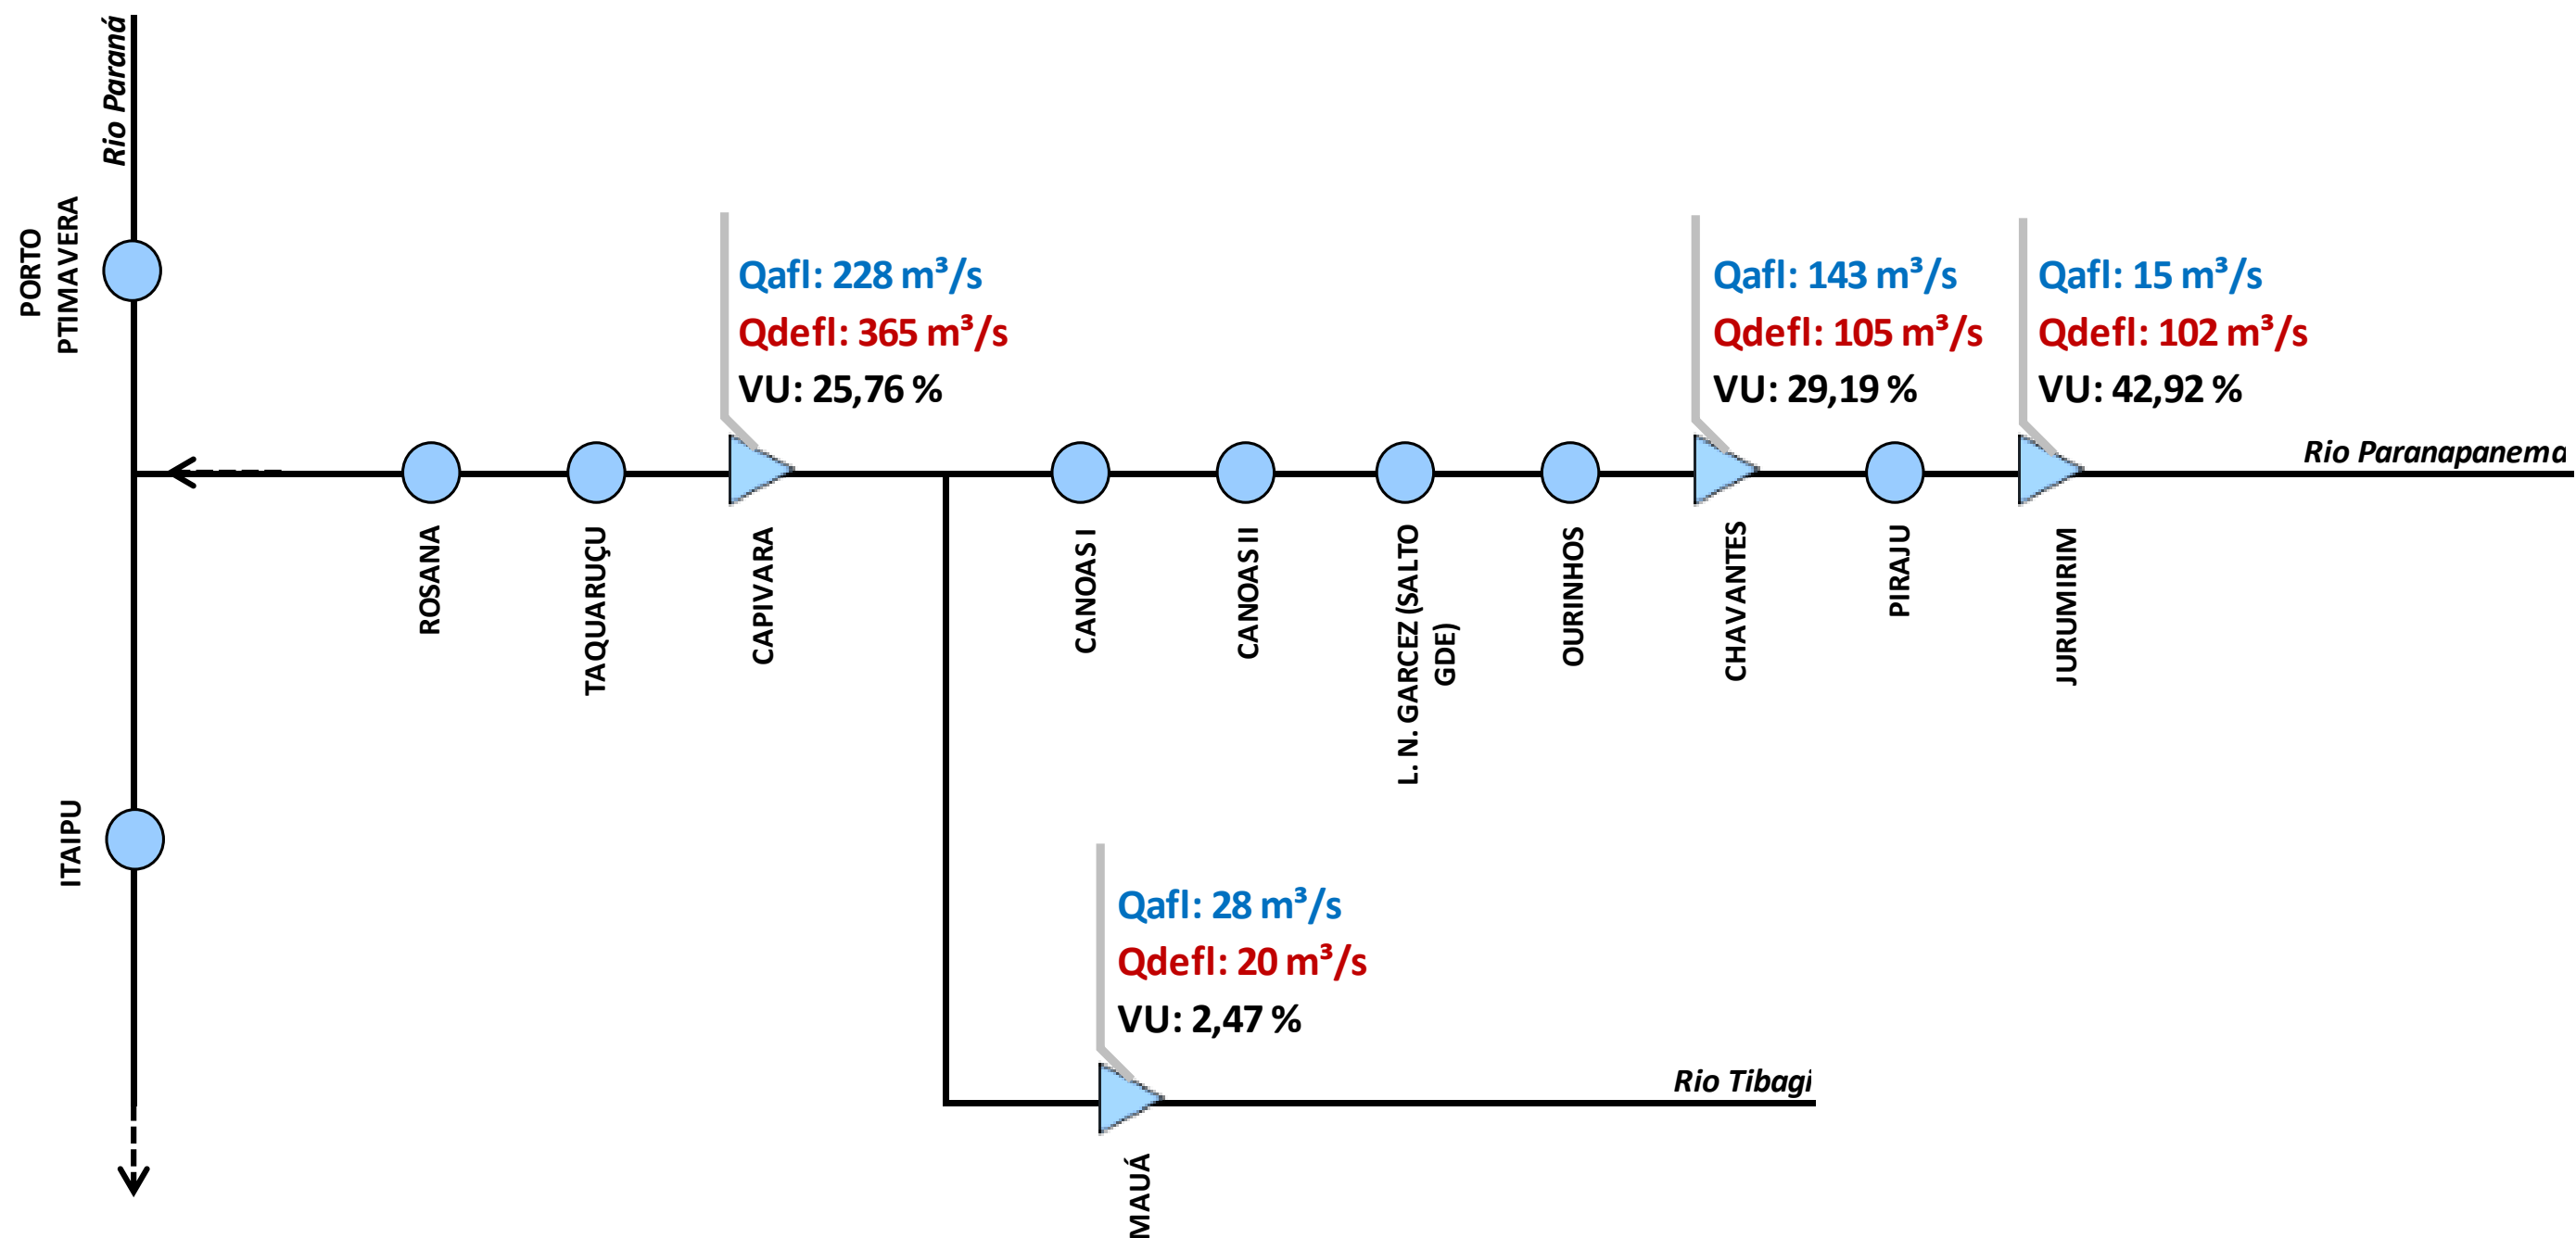 Rio Paraná
PORTO
PTIMAVERA
Qafl: 228 m³/s
Qdefl: 365 m³/s
VU: 25,76 %
Qafl: 143 m³/s
Qdefl: 105 m³/s
VU: 29,19 %
Qafl: 15 m³/s
Qdefl: 102 m³/s
VU: 42,92 %
Rio Paranapanema
ROSANA
TAQUARUÇU
CAPIVARA
CANOAS I
CANOAS II
L. N. GARCEZ (SALTO
GDE)
OURINHOS
CHAVANTES
PIRAJU
JURUMIRIM
ITAIPU
Qafl: 28 m³/s
Qdefl: 20 m³/s
VU: 2,47 %
Rio Tibagi
MAUÁ